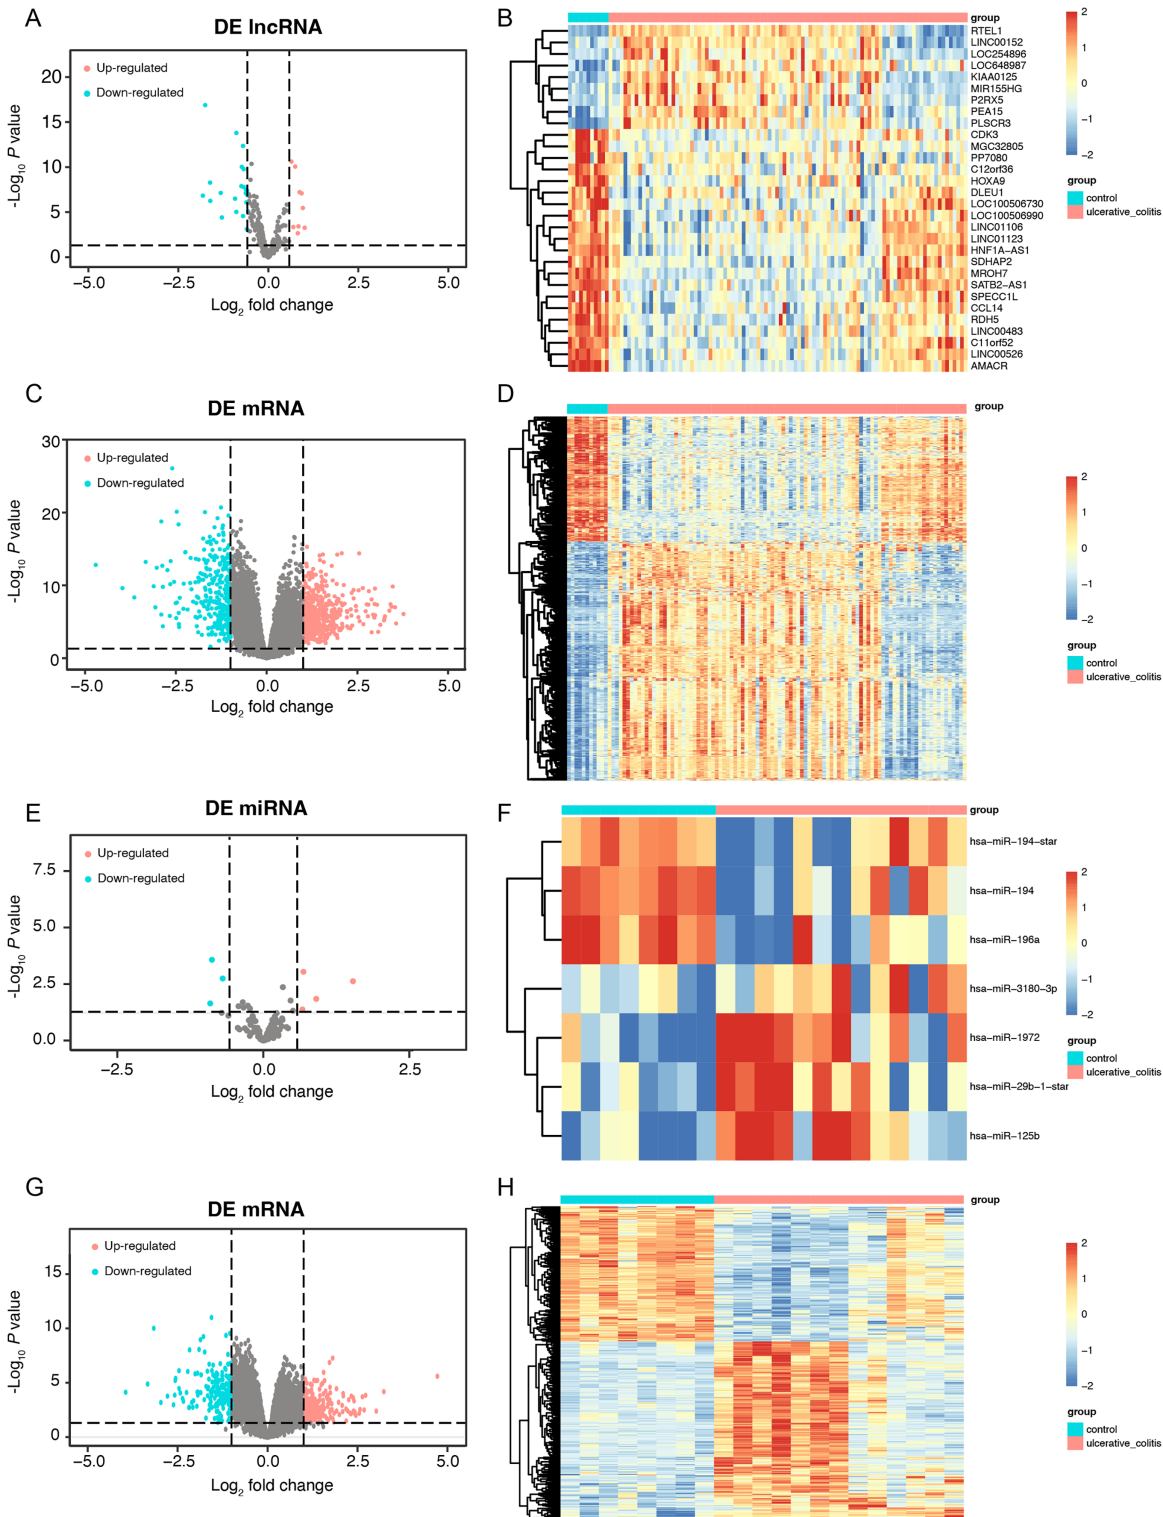 A
DE lncRNA
Up-regulated
Down-regulated
20
15
10
5
0
-Log10 P value
−5.0
−2.5
0.0
2.5
5.0
Log2 fold change
B
group
RTEL1
LINC00152
LOC254896
LOC648987
KIAA0125
MIR155HG
P2RX5
PEA15
PLSCR3
CDK3
MGC32805
PP7080
C12orf36
HOXA9
DLEU1
LOC100506730
LOC100506990
LINC01106
LINC01123
HNF1A−AS1
SDHAP2
MROH7
SATB2−AS1
SPECC1L
CCL14
RDH5
LINC00483
C11orf52
LINC00526
AMACR
2
1
0
−1
−2
group
control
ulcerative_colitis
C
DE mRNA
Up-regulated
Down-regulated
30
20
10
0
-Log10 P value
−5.0
−2.5
0.0
2.5
5.0
Log2 fold change
D
group
2
1
0
−1
−2
group
control
ulcerative_colitis
E
DE miRNA
Up-regulated
Down-regulated
7.5
5.0
2.5
0.0
-Log10 P value
−2.5
0.0
2.5
Log2 fold change
F
group
hsa−miR−194−star
hsa−miR−194
hsa−miR−196a
hsa−miR−3180−3p
hsa−miR−1972
hsa−miR−29b−1−star
hsa−miR−125b
2
1
0
−1
−2
group
control
ulcerative_colitis
G
DE mRNA
Up-regulated
Down-regulated
15
10
5
0
-Log10 P value
−5.0
−2.5
0.0
2.5
5.0
Log2 fold change
H
group
2
1
0
−1
−2
group
control
ulcerative_colitis